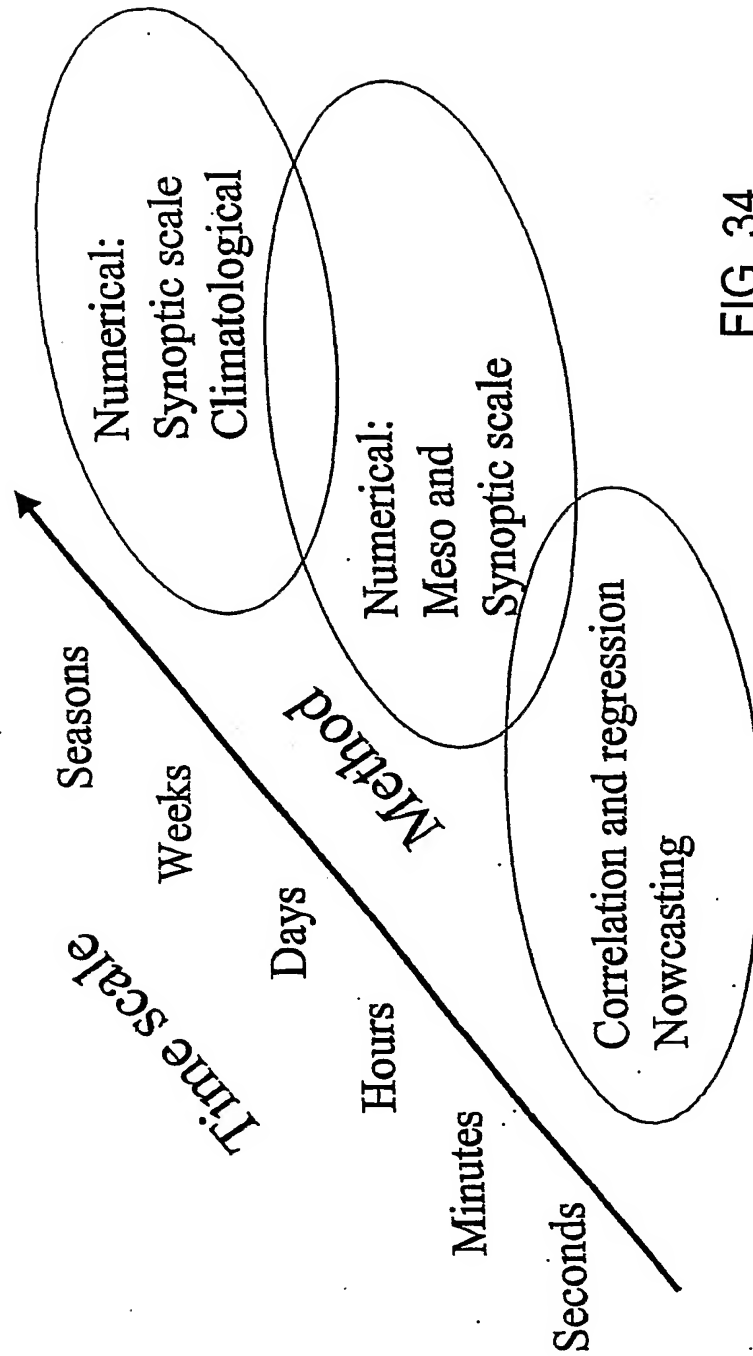 Time scale
Seasons
Weeks
Days
Hours
Minutes
Seconds
Method
Numerical:
Synoptic scale
Climatological
Numerical:
Meso and
Synoptic scale
Correlation and regression
Nowcasting
FIG. 34